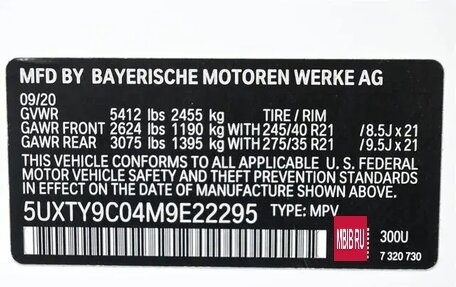 MFD BY BAYERISCHE MOTOREN WERKE AG
09/20
GVWR 5412 lbs 2455 kg TIRE / RIM
GAWR FRONT 2624 lbs 1190 kg WITH 245/40 R21 / 8.5J x 21
GAWR REAR 3075 lbs 1395 kg WITH 275/35 R21 / 9.5J x 21
THIS VEHICLE CONFORMS TO ALL APPLICABLE U. S. FEDERAL
MOTOR VEHICLE SAFETY AND THEFT PREVENTION STANDARDS
IN EFFECT ON THE DATE OF MANUFACTURE SHOWN ABOVE.
5UXTY9C04M9E22295 TYPE: MPV
MBIB.RU 300U
7 320 730